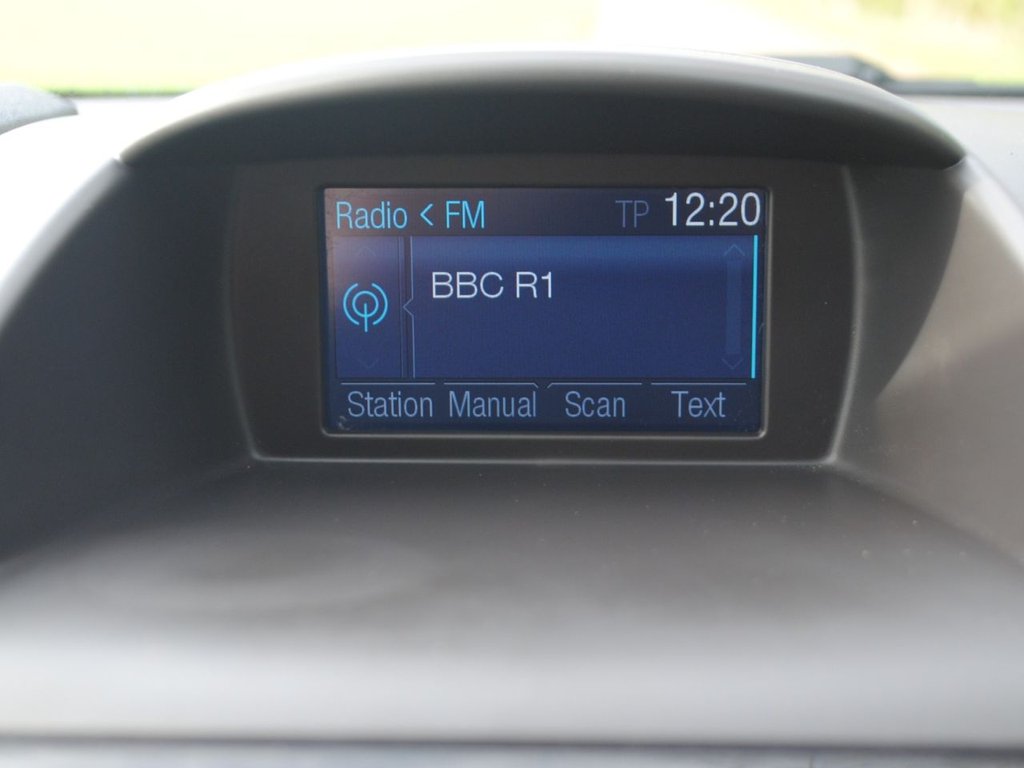 Radio < FM TP 12:20
BBC R1
Station Manual Scan Text